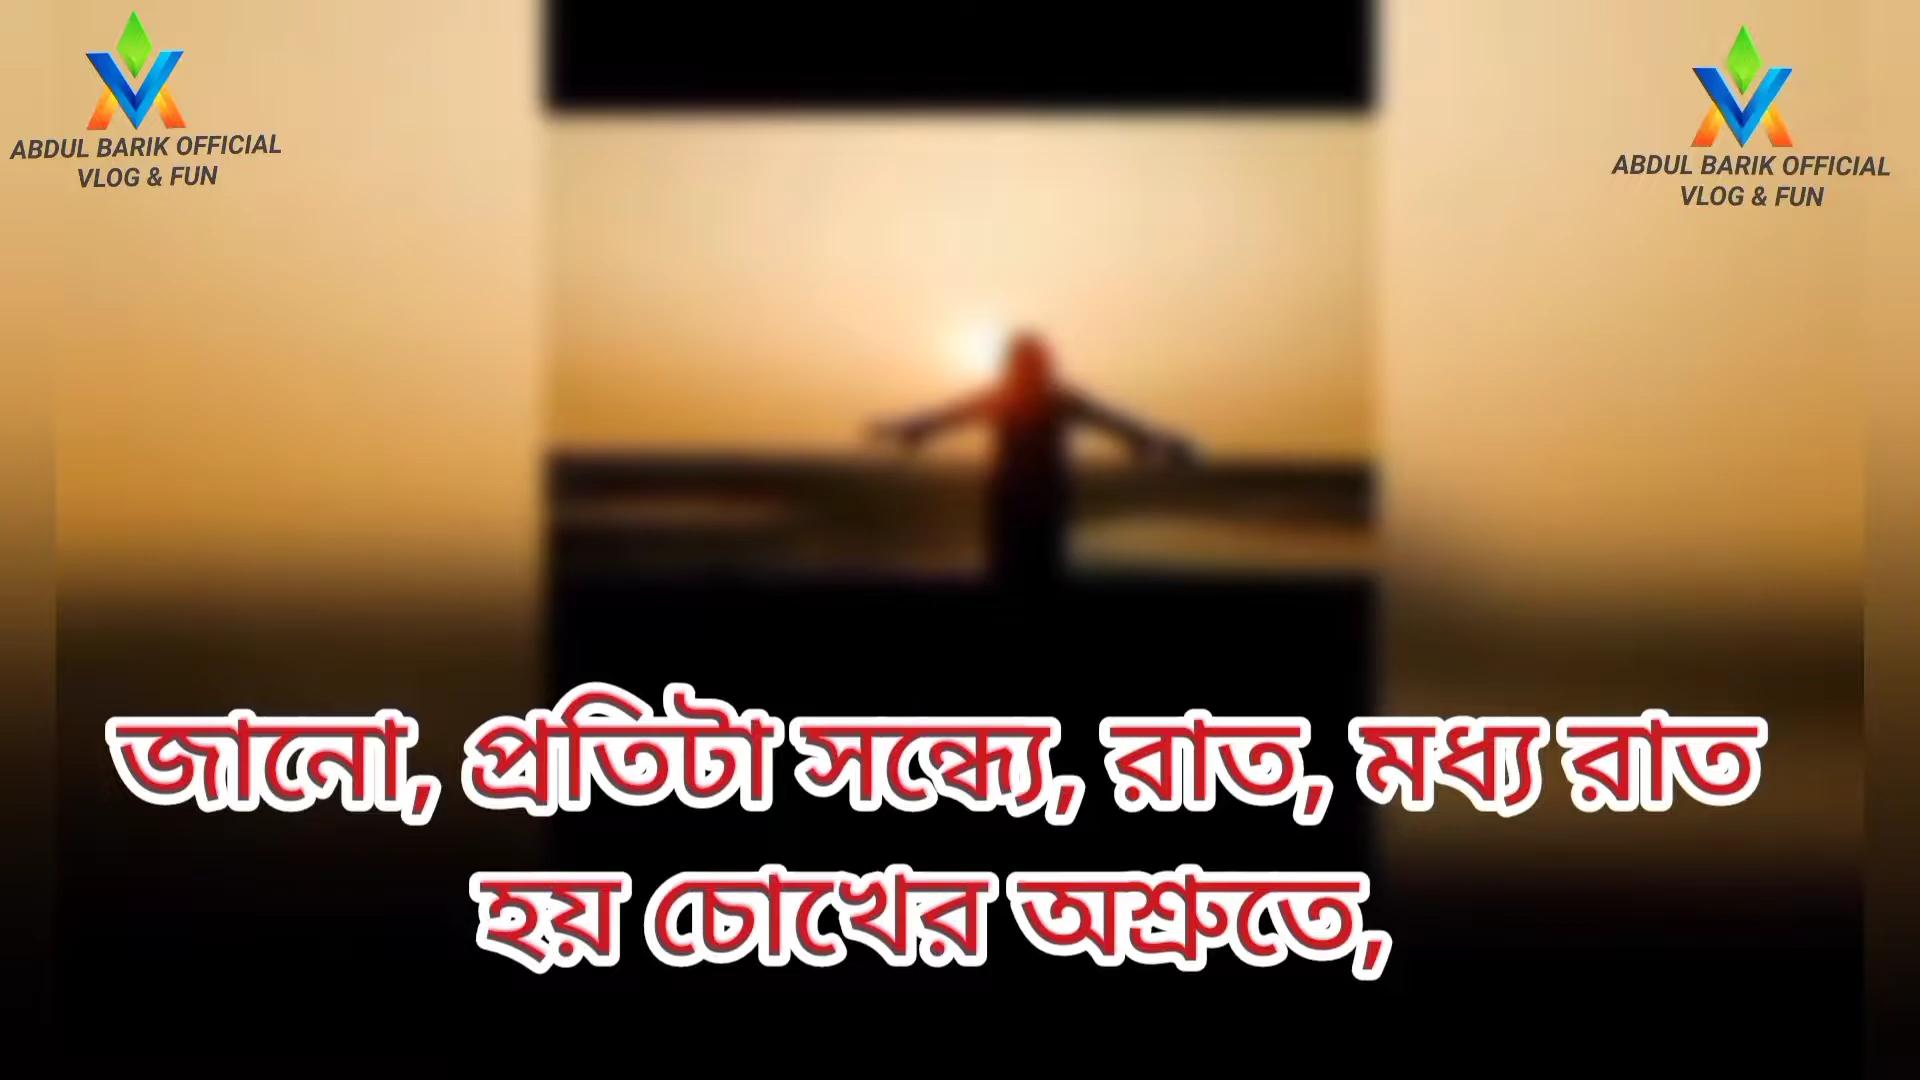 ABDUL BARIK OFFICIAL
VLOG & FUN
ABDUL BARIK OFFICIAL
VLOG & FUN
জানো, প্রতিটা সন্ধ্যে, রাত, মধ্য রাত
হয় চোখের অশ্রুতে,